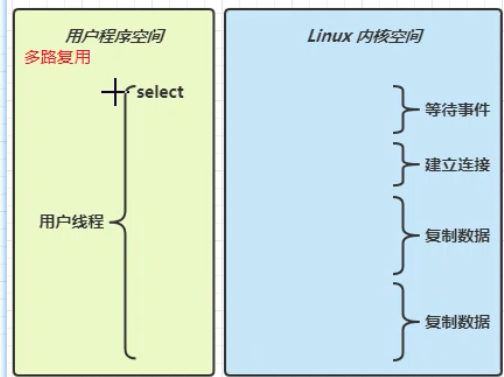 用户程序空间
多路复用
select
用户线程
Linux 内核空间
等待事件
建立连接
复制数据
复制数据